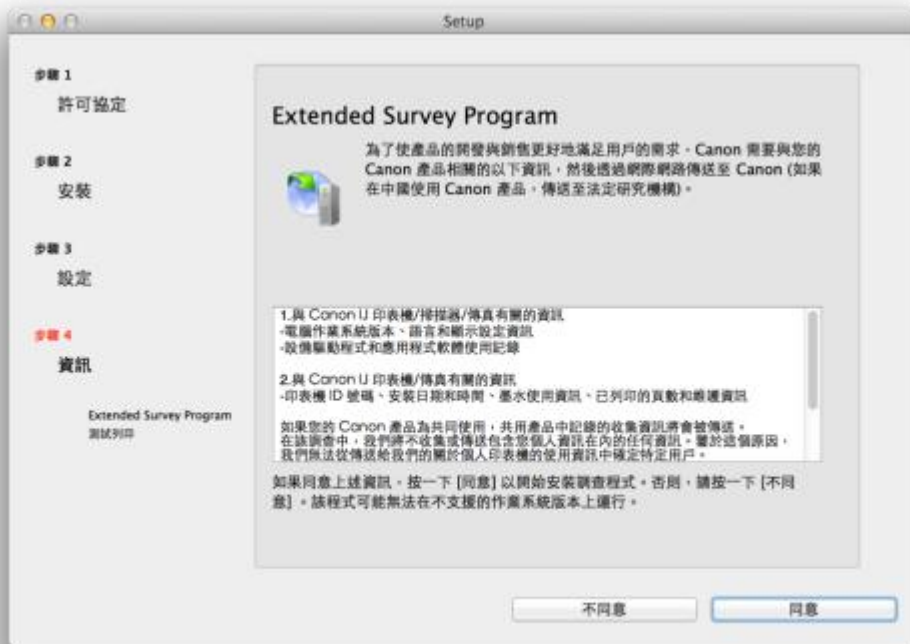 Setup
步驟 1
許可協定
步驟 2
安裝
步驟 3
設定
步驟 4
資訊
Extended Survey Program
測試列印
Extended Survey Program
為了使產品的開發與銷售更好地滿足用戶的需求，Canon 需要與您的
Canon 產品相關的以下資訊，然後透過網際網路傳送至 Canon (如果
在中國使用 Canon 產品，傳送至法定研究機構)。
1.與 Canon IJ 印表機/掃描器/傳真有關的資訊
-電腦作業系統版本、語言和顯示設定資訊
-設備驅動程式和應用程式軟體使用記錄
2.與 Canon IJ 印表機/傳真有關的資訊
-印表機 ID 號碼、安裝日期和時間、墨水使用資訊、已列印的頁數和維護資訊
如果您的 Canon 產品為共同使用，共用產品中記錄的收集資訊將會被傳送。
在該調查中，我們將不收集或傳送包含您個人資訊在內的任何資訊。鑒於這個原因，
我們無法從傳送給我們的關於個人印表機的使用資訊中確定特定用戶。
如果同意上述資訊，按一下 [同意] 以開始安裝調查程式。否則，請按一下 [不同
意] 。該程式可能無法在不支援的作業系統版本上運行。
不同意
同意